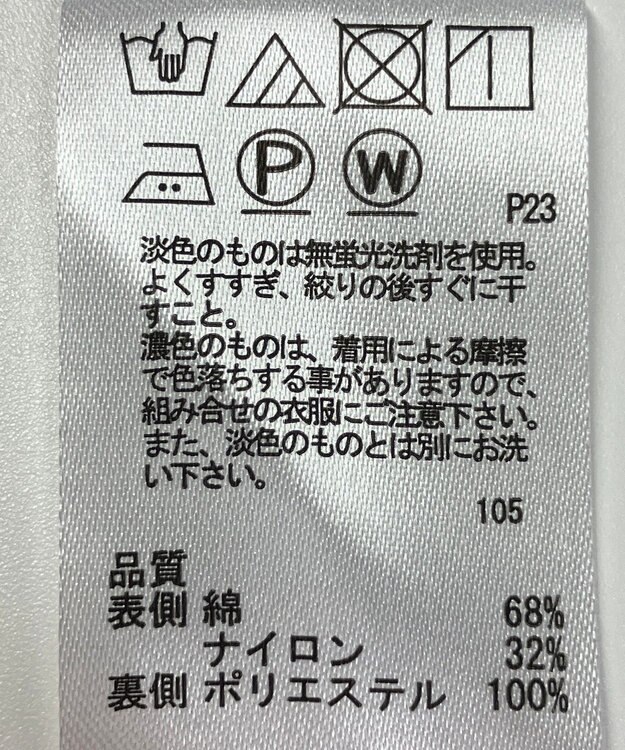 P W
P23
淡色のものは無蛍光洗剤を使用。
よくすすぎ、絞りの後すぐに干
すこと。
濃色のものは、着用による摩擦
で色落ちする事がありますので、
組み合せの衣服にご注意下さい。
また、淡色のものとは別にお洗
い下さい。
105
品質
表側 綿 68%
ナイロン 32%
裏側 ポリエステル 100%